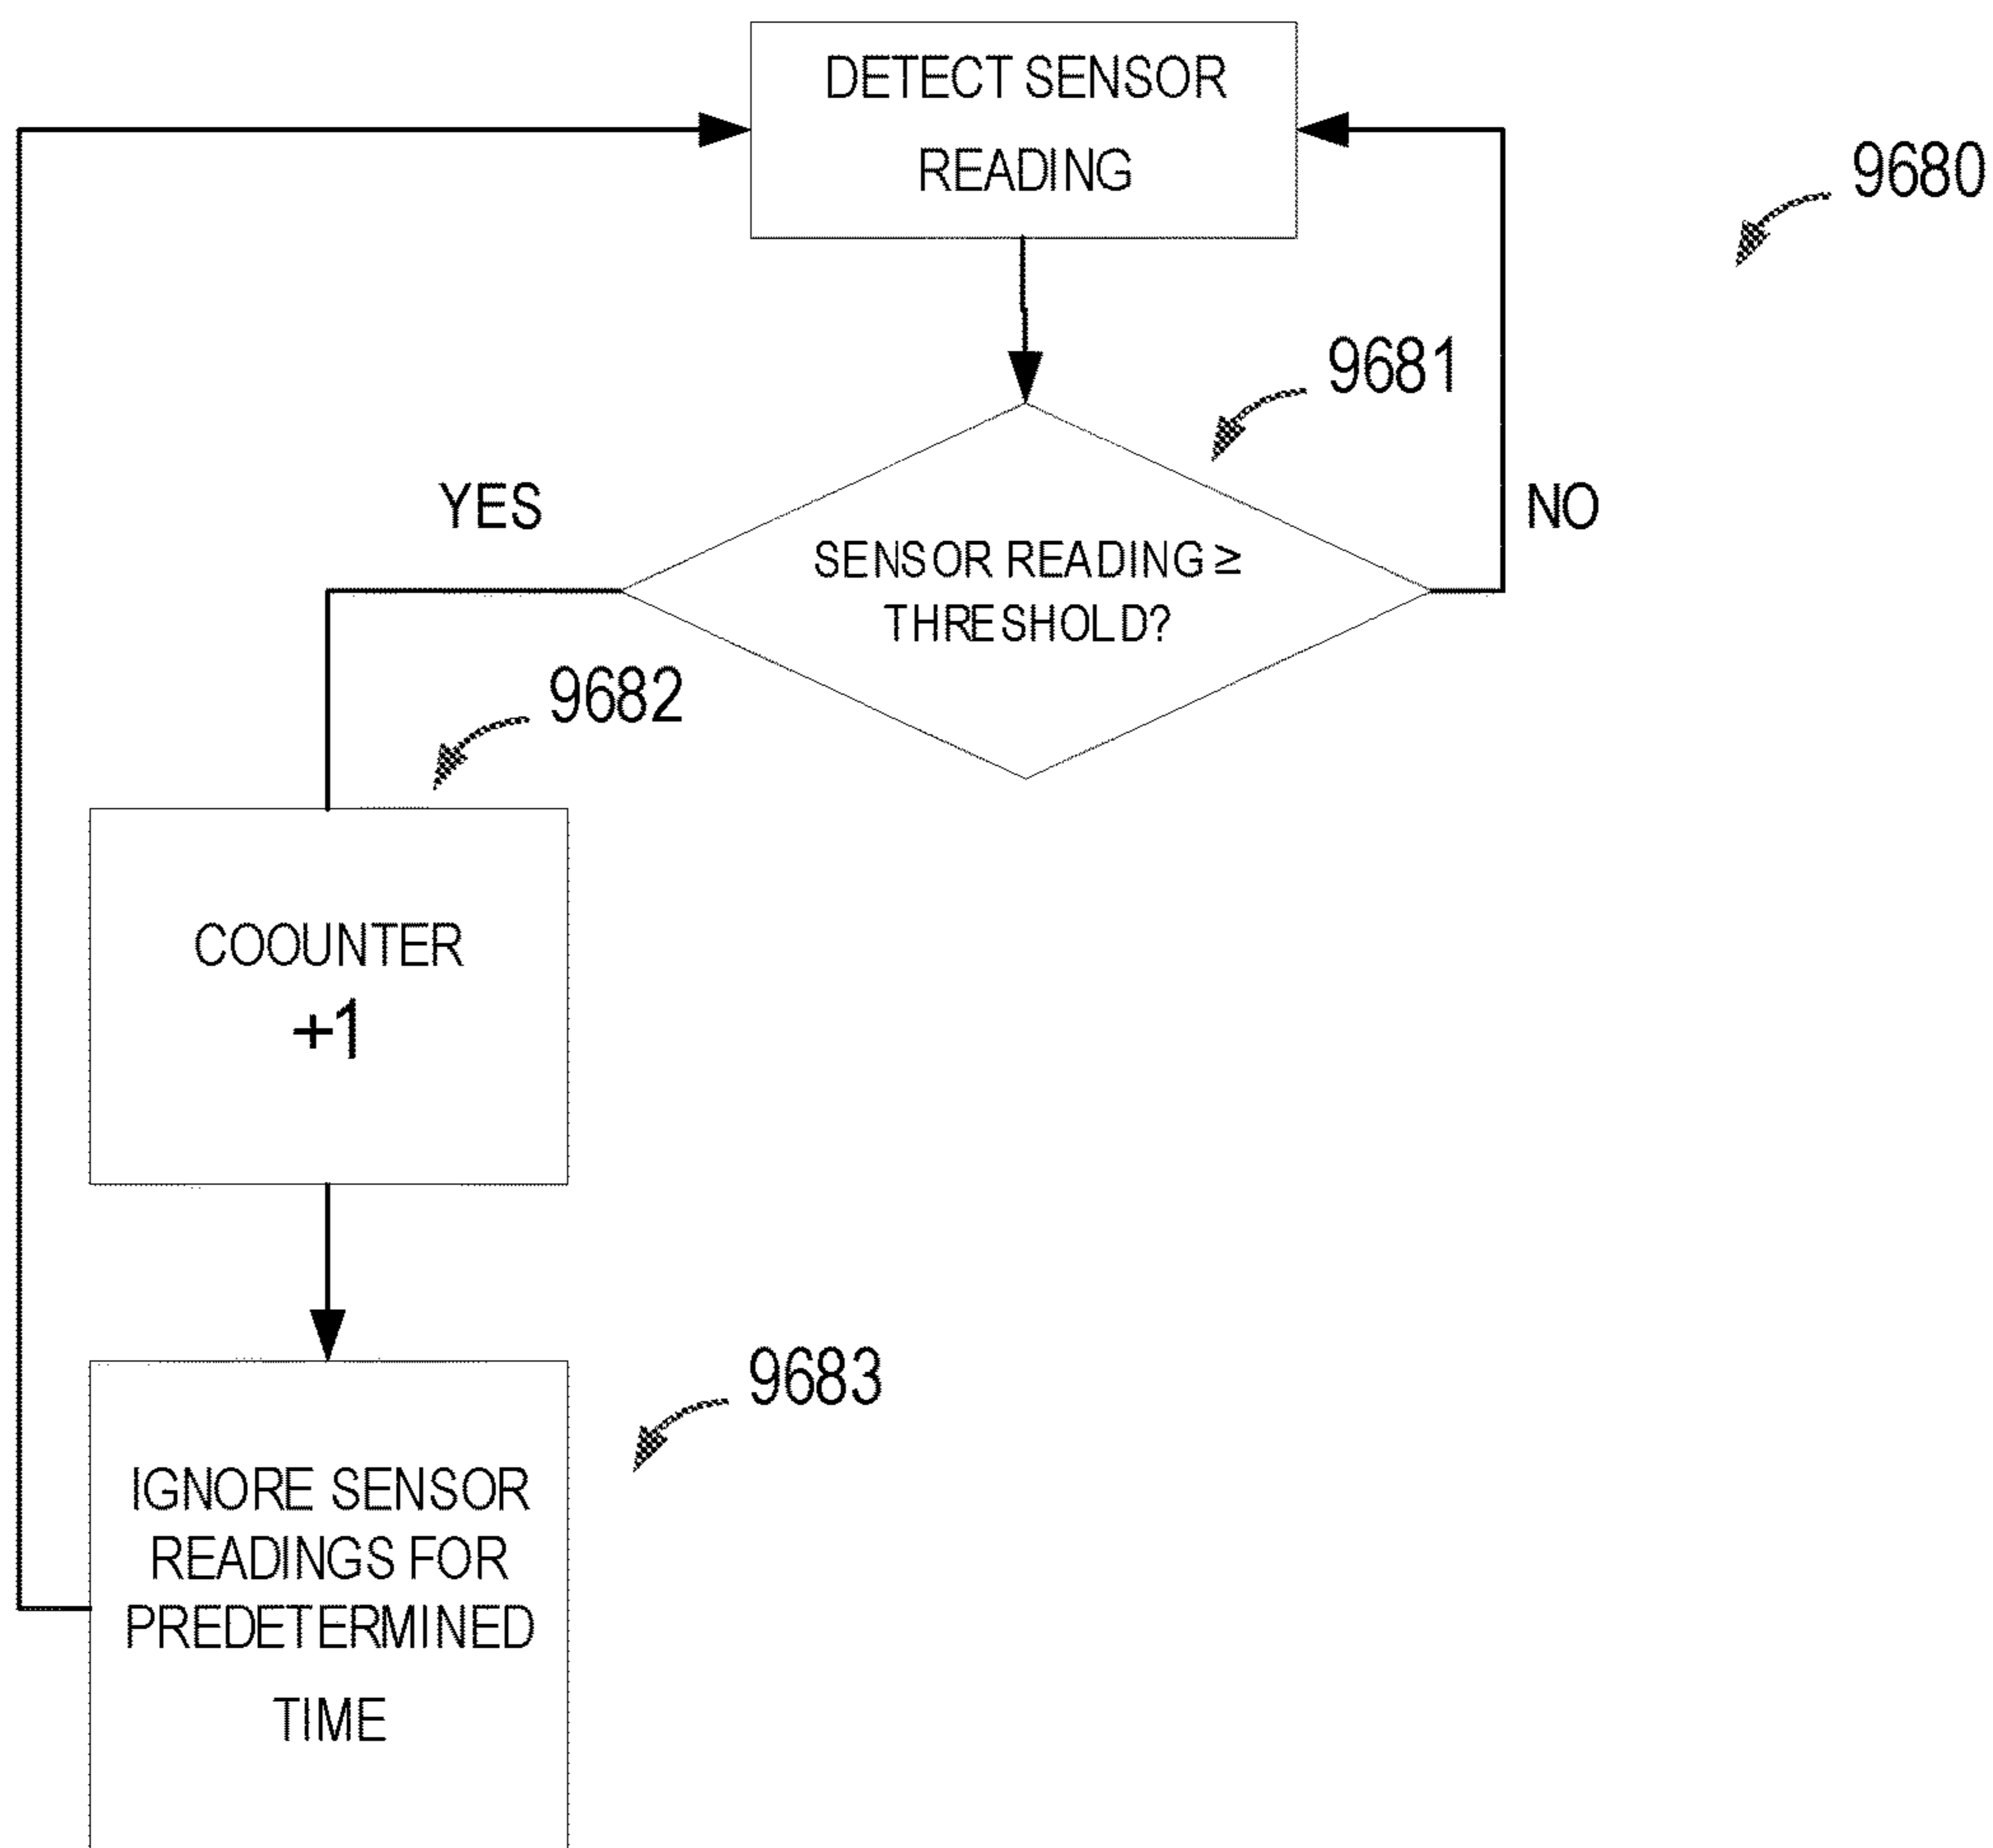 DETECT SENSOR
READING
9680
9681
YES
NO
SENSOR READING ≥
THRESHOLD?
9682
COOUNTER
+1
9683
IGNORE SENSOR
READINGS FOR
PREDETERMINED
TIME